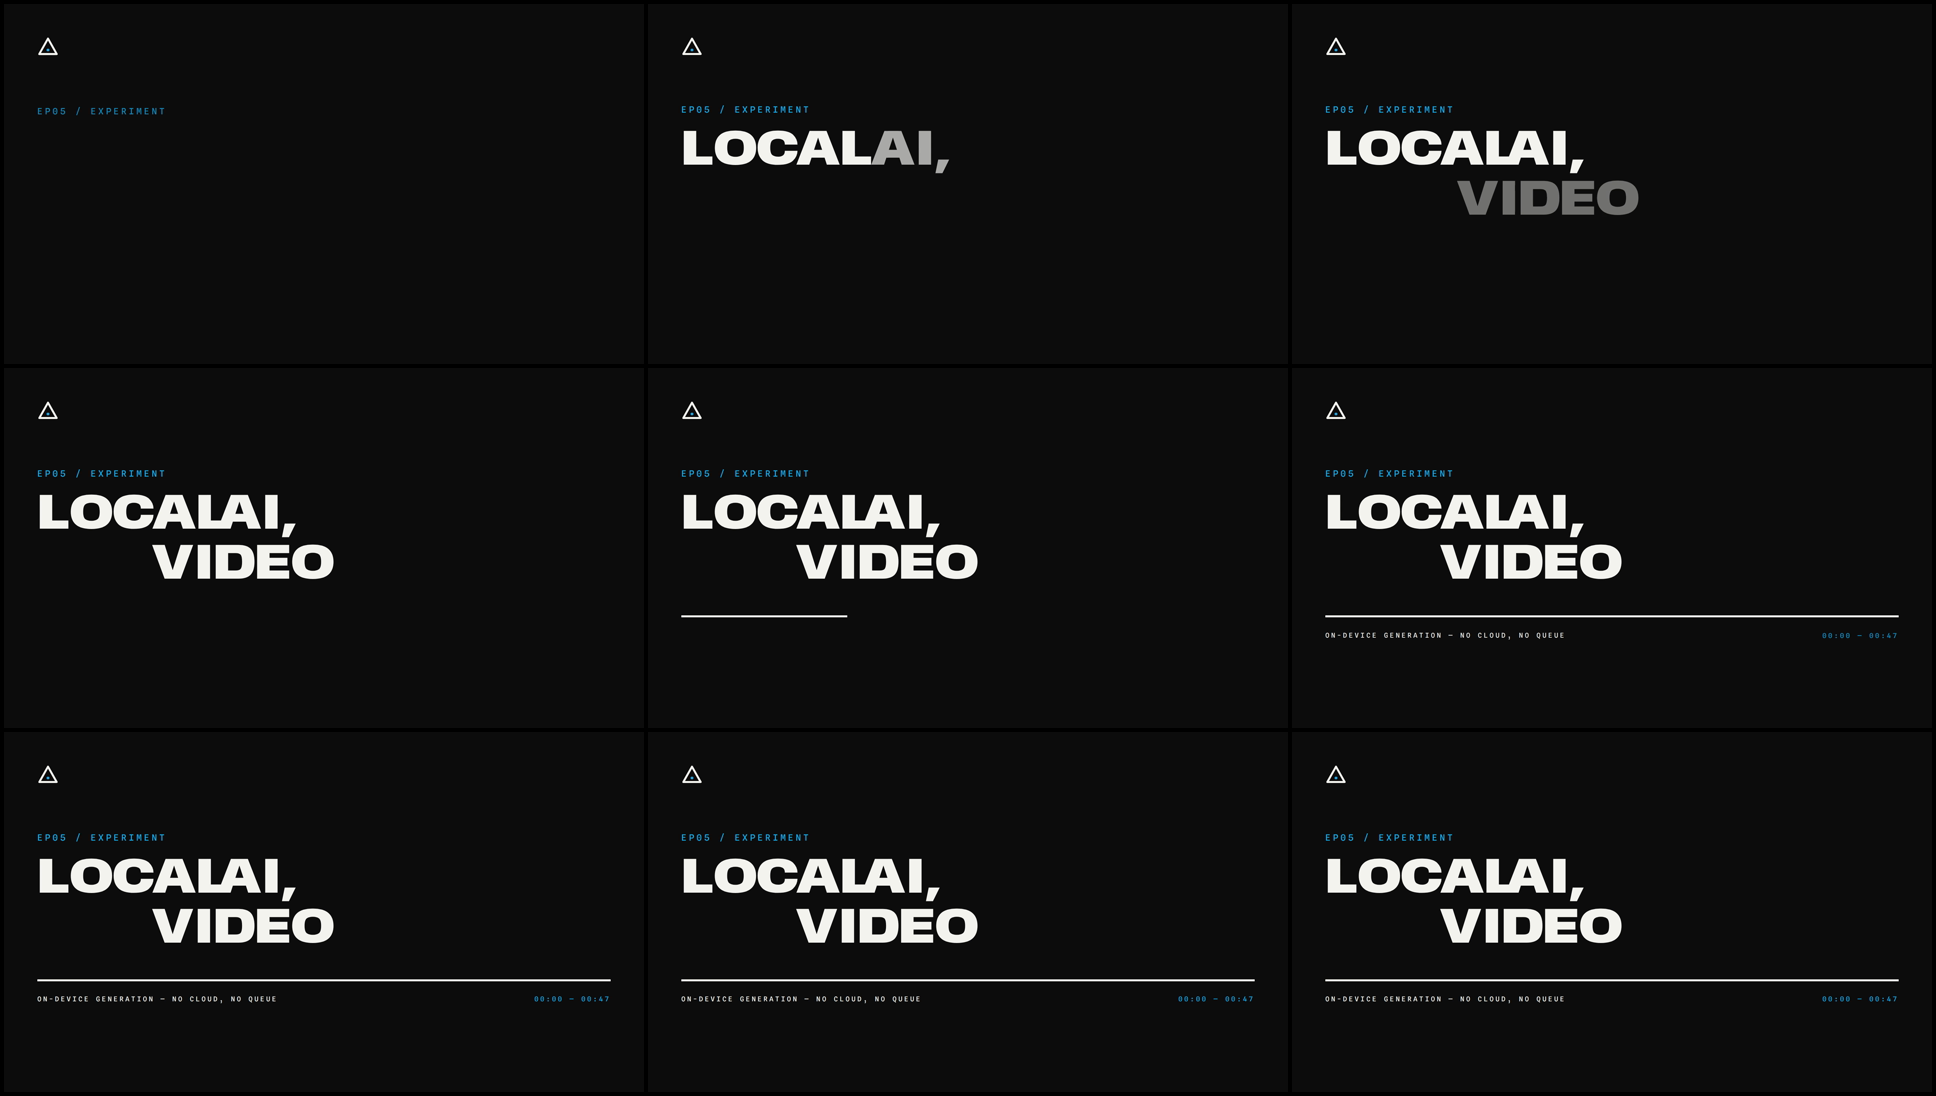 EP05 / EXPERIMENT
EP05 / EXPERIMENT
LOCALAI,
EP05 / EXPERIMENT
LOCALAI,
VIDEO
EP05 / EXPERIMENT
LOCALAI,
VIDEO
EP05 / EXPERIMENT
LOCALAI,
VIDEO
EP05 / EXPERIMENT
LOCALAI,
VIDEO
ON-DEVICE GENERATION — NO CLOUD, NO QUEUE
00:00 — 00:47
EP05 / EXPERIMENT
LOCALAI,
VIDEO
ON-DEVICE GENERATION — NO CLOUD, NO QUEUE
00:00 — 00:47
EP05 / EXPERIMENT
LOCALAI,
VIDEO
ON-DEVICE GENERATION — NO CLOUD, NO QUEUE
00:00 — 00:47
EP05 / EXPERIMENT
LOCALAI,
VIDEO
ON-DEVICE GENERATION — NO CLOUD, NO QUEUE
00:00 — 00:47